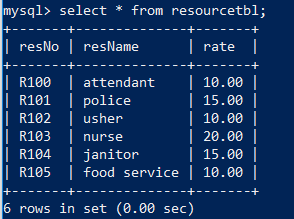 mysql> select * from resourcetbl;
+-------+--------------+-------+
| resNo | resName      | rate  |
+-------+--------------+-------+
| R100  | attendant    | 10.00 |
| R101  | police       | 15.00 |
| R102  | usher        | 10.00 |
| R103  | nurse        | 20.00 |
| R104  | janitor      | 15.00 |
| R105  | food service | 10.00 |
+-------+--------------+-------+
6 rows in set (0.00 sec)